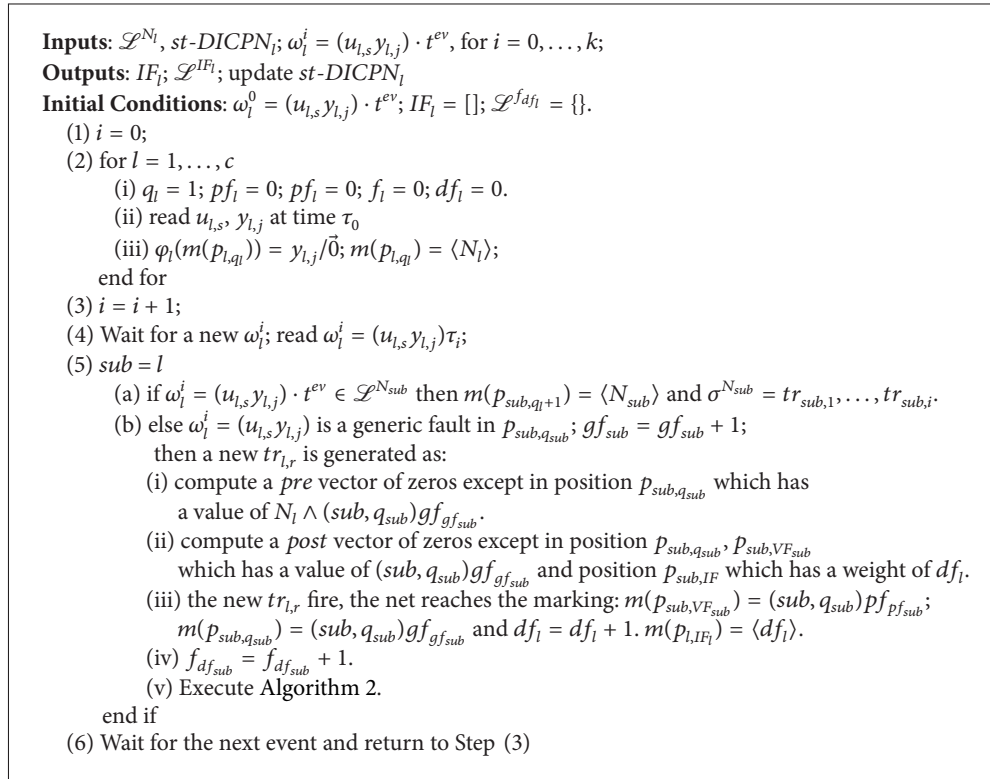 Inputs: ℒ^{N_l}, st-DICPN_l; ω_l^i = (u_{l,s} y_{l,j}) · t^{ev}, for i = 0, . . . , k;
Outputs: IF_l; ℒ^{IF_l}; update st-DICPN_l
Initial Conditions: ω_l^0 = (u_{l,s} y_{l,j}) · t^{ev}; IF_l = []; ℒ^{f_{df_l}} = {}.
(1) i = 0;
(2) for l = 1, . . . , c
(i) q_l = 1; pf_l = 0; pf_l = 0; f_l = 0; df_l = 0.
(ii) read u_{l,s}, y_{l,j} at time τ_0
(iii) φ_l(m(p_{l,q_l})) = y_{l,j}/0⃗; m(p_{l,q_l}) = ⟨N_l⟩;
end for
(3) i = i + 1;
(4) Wait for a new ω_l^i; read ω_l^i = (u_{l,s} y_{l,j})τ_i;
(5) sub = l
(a) if ω_l^i = (u_{l,s} y_{l,j}) · t^{ev} ∈ ℒ^{N_{sub}} then m(p_{sub,q_l+1}) = ⟨N_{sub}⟩ and σ^{N_{sub}} = tr_{sub,1}, . . . , tr_{sub,i}.
(b) else ω_l^i = (u_{l,s} y_{l,j}) is a generic fault in p_{sub,q_{sub}}; gf_{sub} = gf_{sub} + 1;
then a new tr_{l,r} is generated as:
(i) compute a pre vector of zeros except in position p_{sub,q_{sub}} which has
a value of N_l ∧ (sub, q_{sub})gf_{gf_{sub}}.
(ii) compute a post vector of zeros except in position p_{sub,q_{sub}}, p_{sub,VF_{sub}}
which has a value of (sub, q_{sub})gf_{gf_{sub}} and position p_{sub,IF} which has a weight of df_l.
(iii) the new tr_{l,r} fire, the net reaches the marking: m(p_{sub,VF_{sub}}) = (sub, q_{sub})pf_{pf_{sub}};
m(p_{sub,q_{sub}}) = (sub, q_{sub})gf_{gf_{sub}} and df_l = df_l + 1. m(p_{l,IF_l}) = ⟨df_l⟩.
(iv) f_{df_{sub}} = f_{df_{sub}} + 1.
(v) Execute Algorithm 2.
end if
(6) Wait for the next event and return to Step (3)